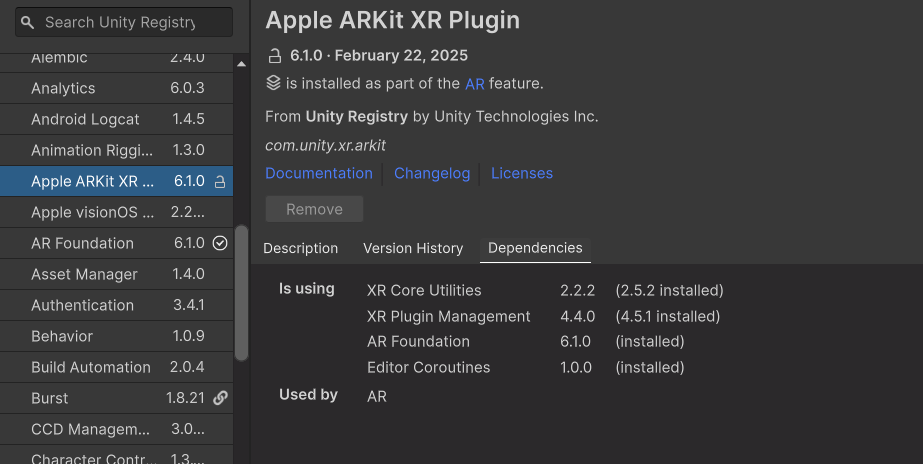 Search Unity Registry
Alembic 2.4.0
Analytics 6.0.3
Android Logcat 1.4.5
Animation Riggi... 1.3.0
Apple ARKit XR ... 6.1.0
Apple visionOS ... 2.2...
AR Foundation 6.1.0
Asset Manager 1.4.0
Authentication 3.4.1
Behavior 1.0.9
Build Automation 2.0.4
Burst 1.8.21
CCD Managem... 3.0...
Character Contr... 1.3....
Apple ARKit XR Plugin
6.1.0 · February 22, 2025
is installed as part of the AR feature.
From Unity Registry by Unity Technologies Inc.
com.unity.xr.arkit
Documentation Changelog Licenses
Remove
Description Version History Dependencies
Is using XR Core Utilities 2.2.2 (2.5.2 installed)
XR Plugin Management 4.4.0 (4.5.1 installed)
AR Foundation 6.1.0 (installed)
Editor Coroutines 1.0.0 (installed)
Used by AR